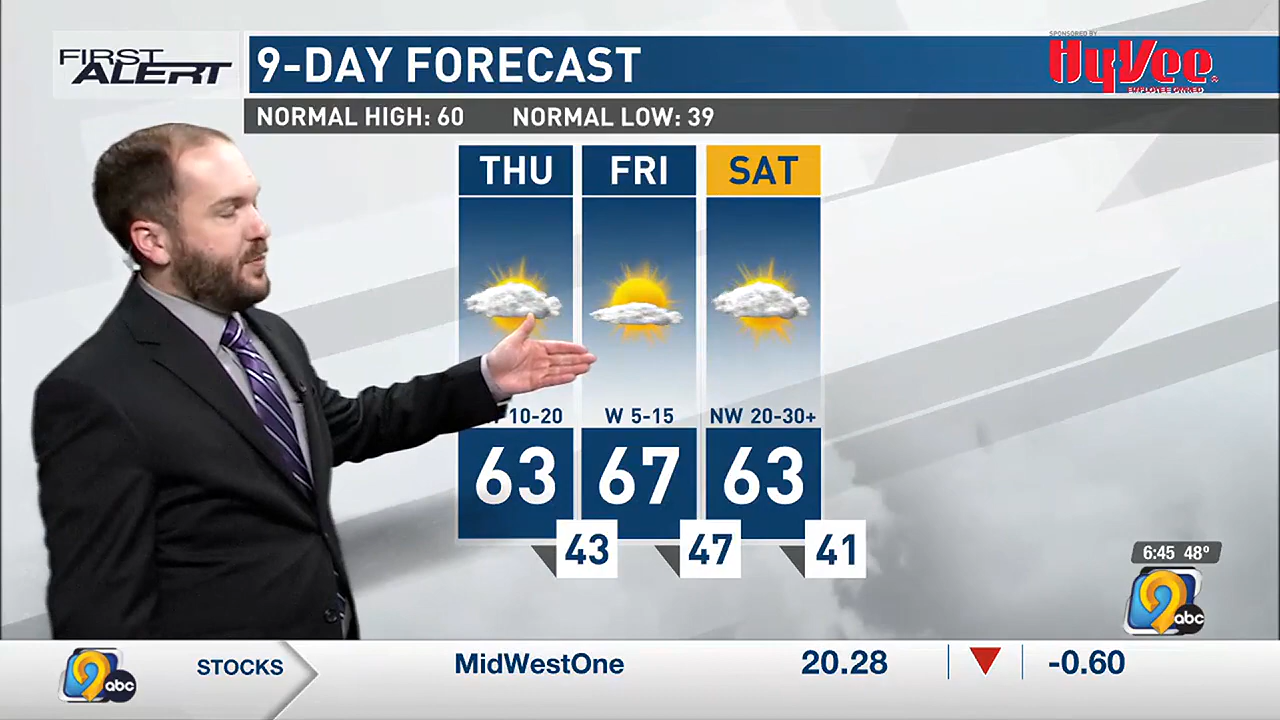 FIRST ALERT
9-DAY FORECAST
SPONSORED BY
HyVee
EMPLOYEE OWNED
NORMAL HIGH: 60 NORMAL LOW: 39
THU FRI SAT
10-20 W 5-15 NW 20-30+
63 67 63
43 47 41
6:45 48°
9 abc
9 abc STOCKS MidWestOne 20.28 -0.60